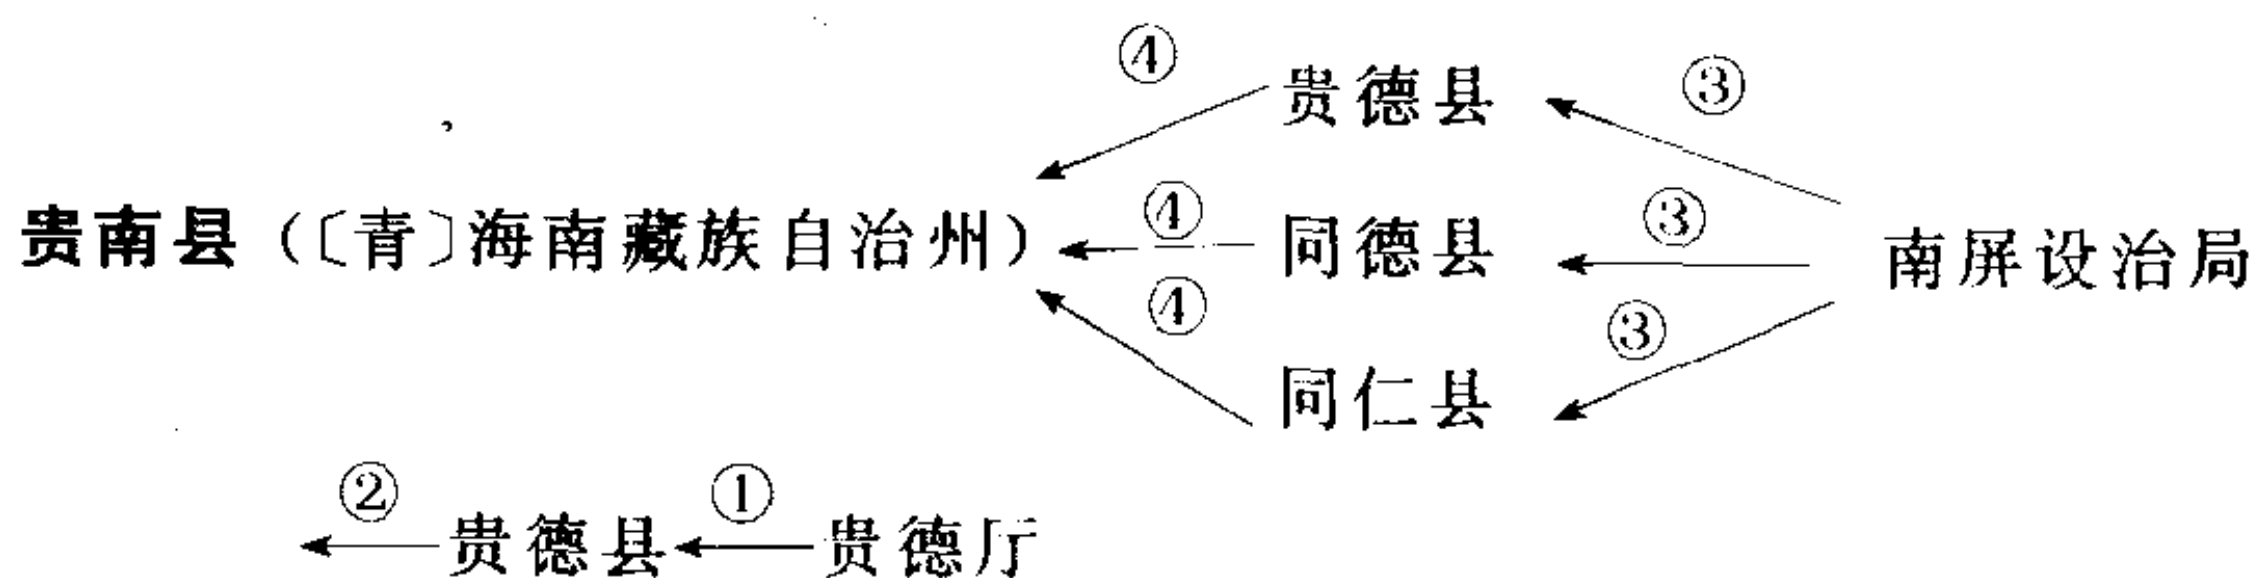 ④ 贵德县 ③
贵南县（〔青〕海南藏族自治州） ④ 同德县 ③ 南屏设治局
④ 同仁县 ③
② 贵德县 ① 贵德厅